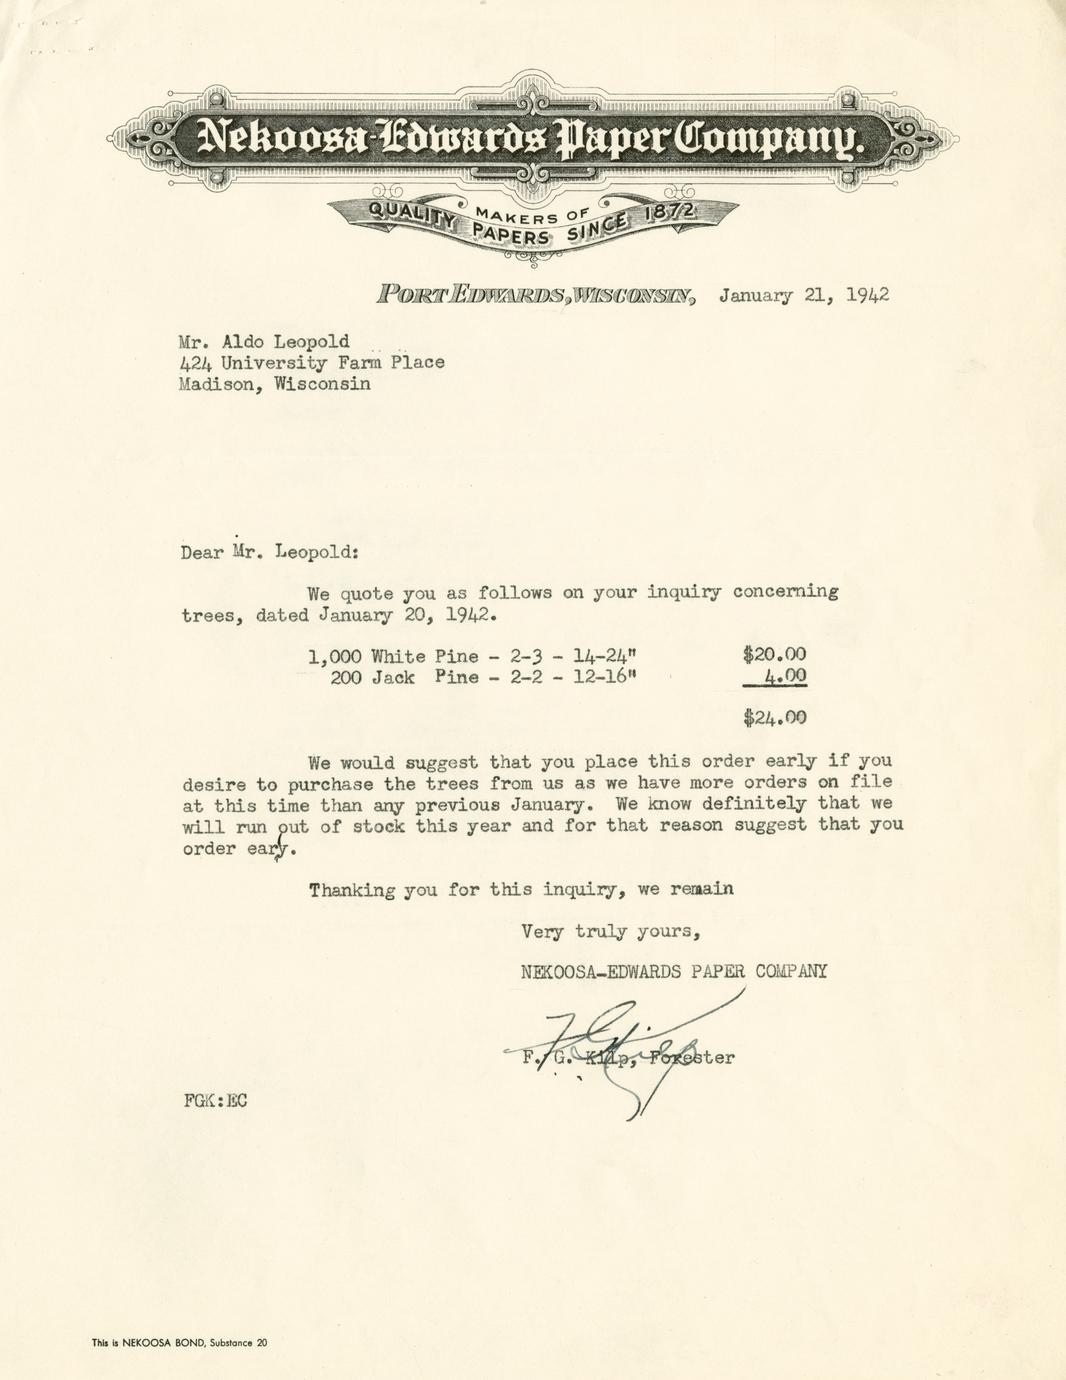 Nekoosa-Edwards Paper Company.
MAKERS OF
QUALITY PAPERS SINCE 1872
PORT EDWARDS, WISCONSIN, January 21, 1942
Mr. Aldo Leopold
424 University Farm Place
Madison, Wisconsin
Dear Mr. Leopold:
We quote you as follows on your inquiry concerning
trees, dated January 20, 1942.
1,000 White Pine - 2-3 - 14-24" $20.00
200 Jack Pine - 2-2 - 12-16" 4.00
$24.00
We would suggest that you place this order early if you
desire to purchase the trees from us as we have more orders on file
at this time than any previous January. We know definitely that we
will run out of stock this year and for that reason suggest that you
order eary.
Thanking you for this inquiry, we remain
Very truly yours,
NEKOOSA-EDWARDS PAPER COMPANY
F. G. Kilp
F. G. Kilp, Forester
FGK:EC
This is NEKOOSA BOND, Substance 20